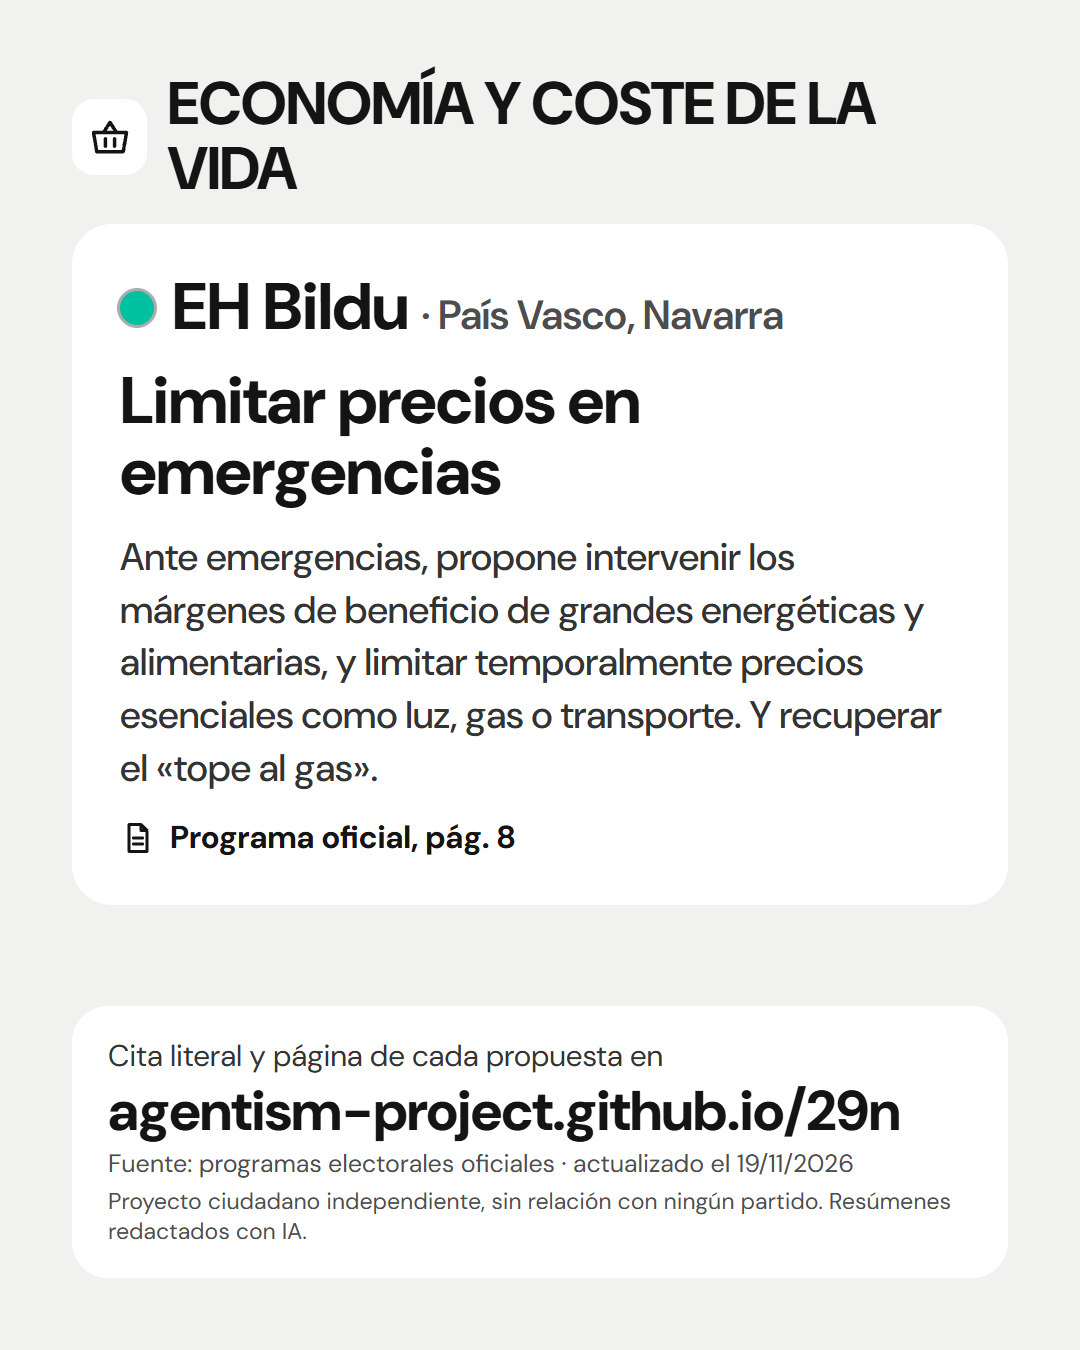 ECONOMÍA Y COSTE DE LA
VIDA
EH Bildu · País Vasco, Navarra
Limitar precios en
emergencias
Ante emergencias, propone intervenir los
márgenes de beneficio de grandes energéticas y
alimentarias, y limitar temporalmente precios
esenciales como luz, gas o transporte. Y recuperar
el «tope al gas».
Programa oficial, pág. 8
Cita literal y página de cada propuesta en
agentism-project.github.io/29n
Fuente: programas electorales oficiales · actualizado el 19/11/2026
Proyecto ciudadano independiente, sin relación con ningún partido. Resúmenes
redactados con IA.